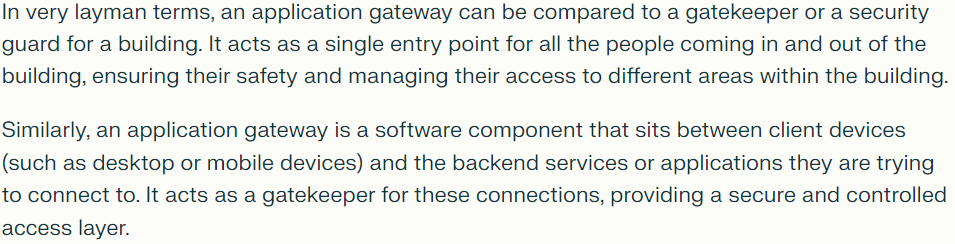 In very layman terms, an application gateway can be compared to a gatekeeper or a security
guard for a building. It acts as a single entry point for all the people coming in and out of the
building, ensuring their safety and managing their access to different areas within the building.
Similarly, an application gateway is a software component that sits between client devices
(such as desktop or mobile devices) and the backend services or applications they are trying
to connect to. It acts as a gatekeeper for these connections, providing a secure and controlled
access layer.